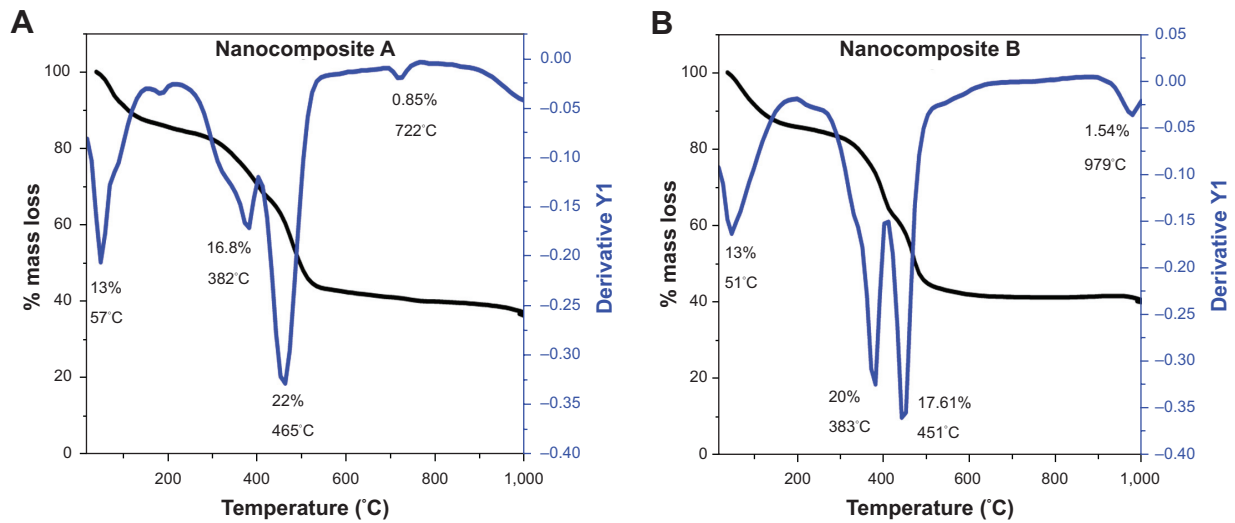 A
Nanocomposite A
100
80
60
40
20
0
% mass loss
200
400
600
800
1,000
Temperature (˚C)
0.00
–0.05
–0.10
–0.15
–0.20
–0.25
–0.30
–0.35
–0.40
Derivative Y1
13%
57˚C
16.8%
382˚C
22%
465˚C
0.85%
722˚C
B
Nanocomposite B
100
80
60
40
20
0
% mass loss
200
400
600
800
1,000
Temperature (˚C)
0.05
0.00
–0.05
–0.10
–0.15
–0.20
–0.25
–0.30
–0.35
–0.40
Derivative Y1
13%
51˚C
20%
383˚C
17.61%
451˚C
1.54%
979˚C